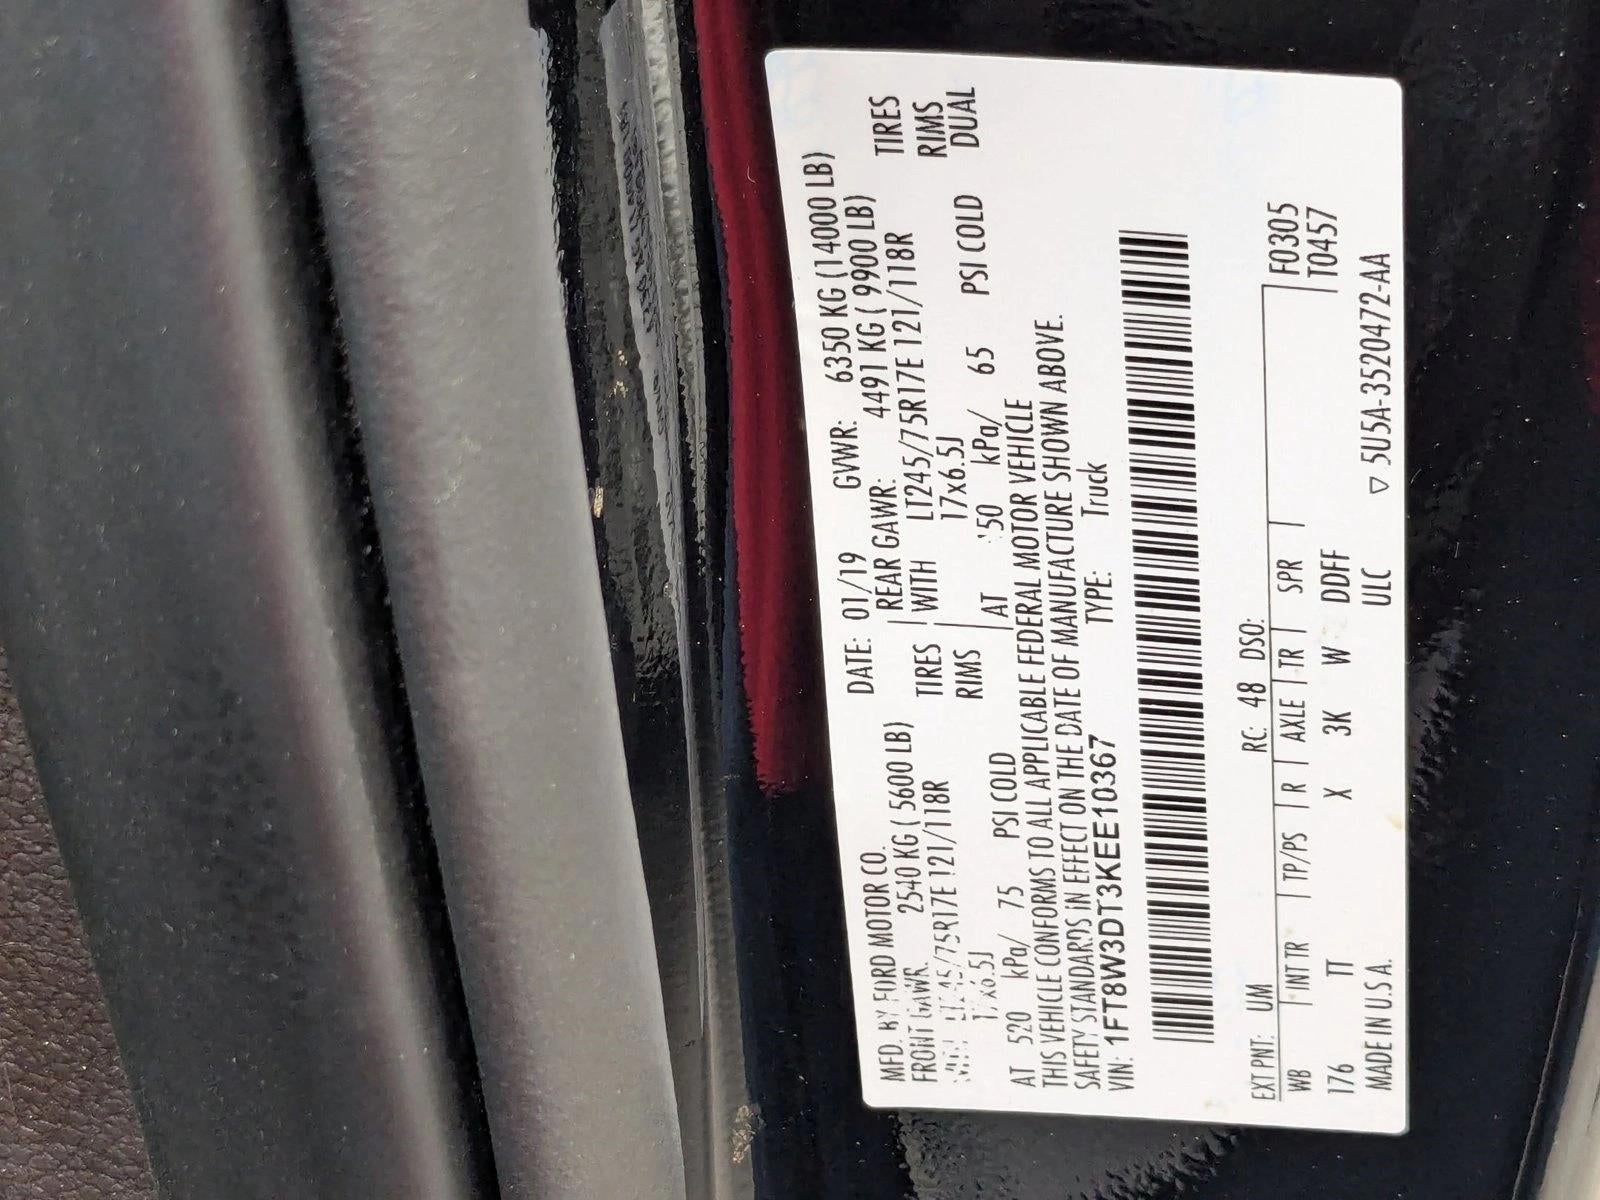 MFD. BY FORD MOTOR CO. DATE: 01/19 GVWR: 6350 KG (14000 LB)
FRONT GAWR: 2540 KG ( 5600 LB) REAR GAWR: 4491 KG ( 9900 LB)
LT245/75R17E 121/118R TIRES WITH LT245/75R17E 121/118R TIRES
17x6.5J RIMS 17x6.5J RIMS
AT 520 kPa/ 75 PSI COLD AT 450 kPa/ 65 PSI COLD DUAL
THIS VEHICLE CONFORMS TO ALL APPLICABLE FEDERAL MOTOR VEHICLE
SAFETY STANDARDS IN EFFECT ON THE DATE OF MANUFACTURE SHOWN ABOVE.
VIN: 1FT8W3DT3KEE10367 TYPE: Truck
EXT PNT: UM RC: 48 DSO: F0305
WB INT TR TP/PS R AXLE TR SPR T0457
176 TT X 3K W DDFF
MADE IN U.S.A. ULC ▽ 5U5A-3520472-AA